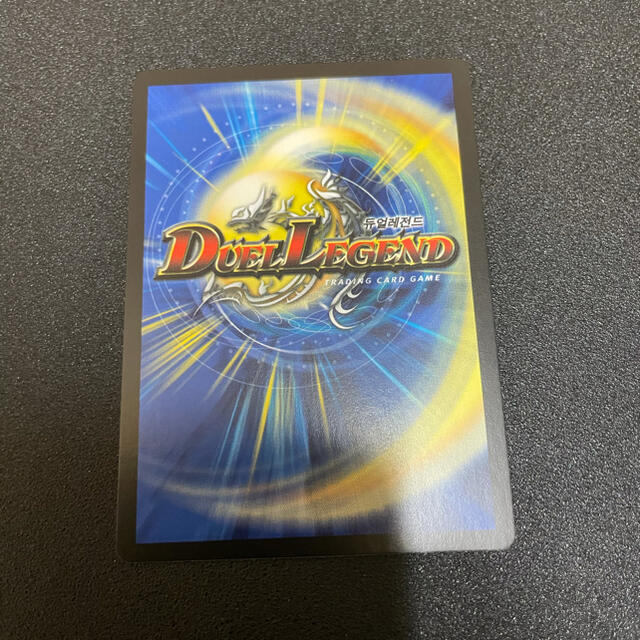 듀얼레전드
DUEL LEGEND
TRADING CARD GAME